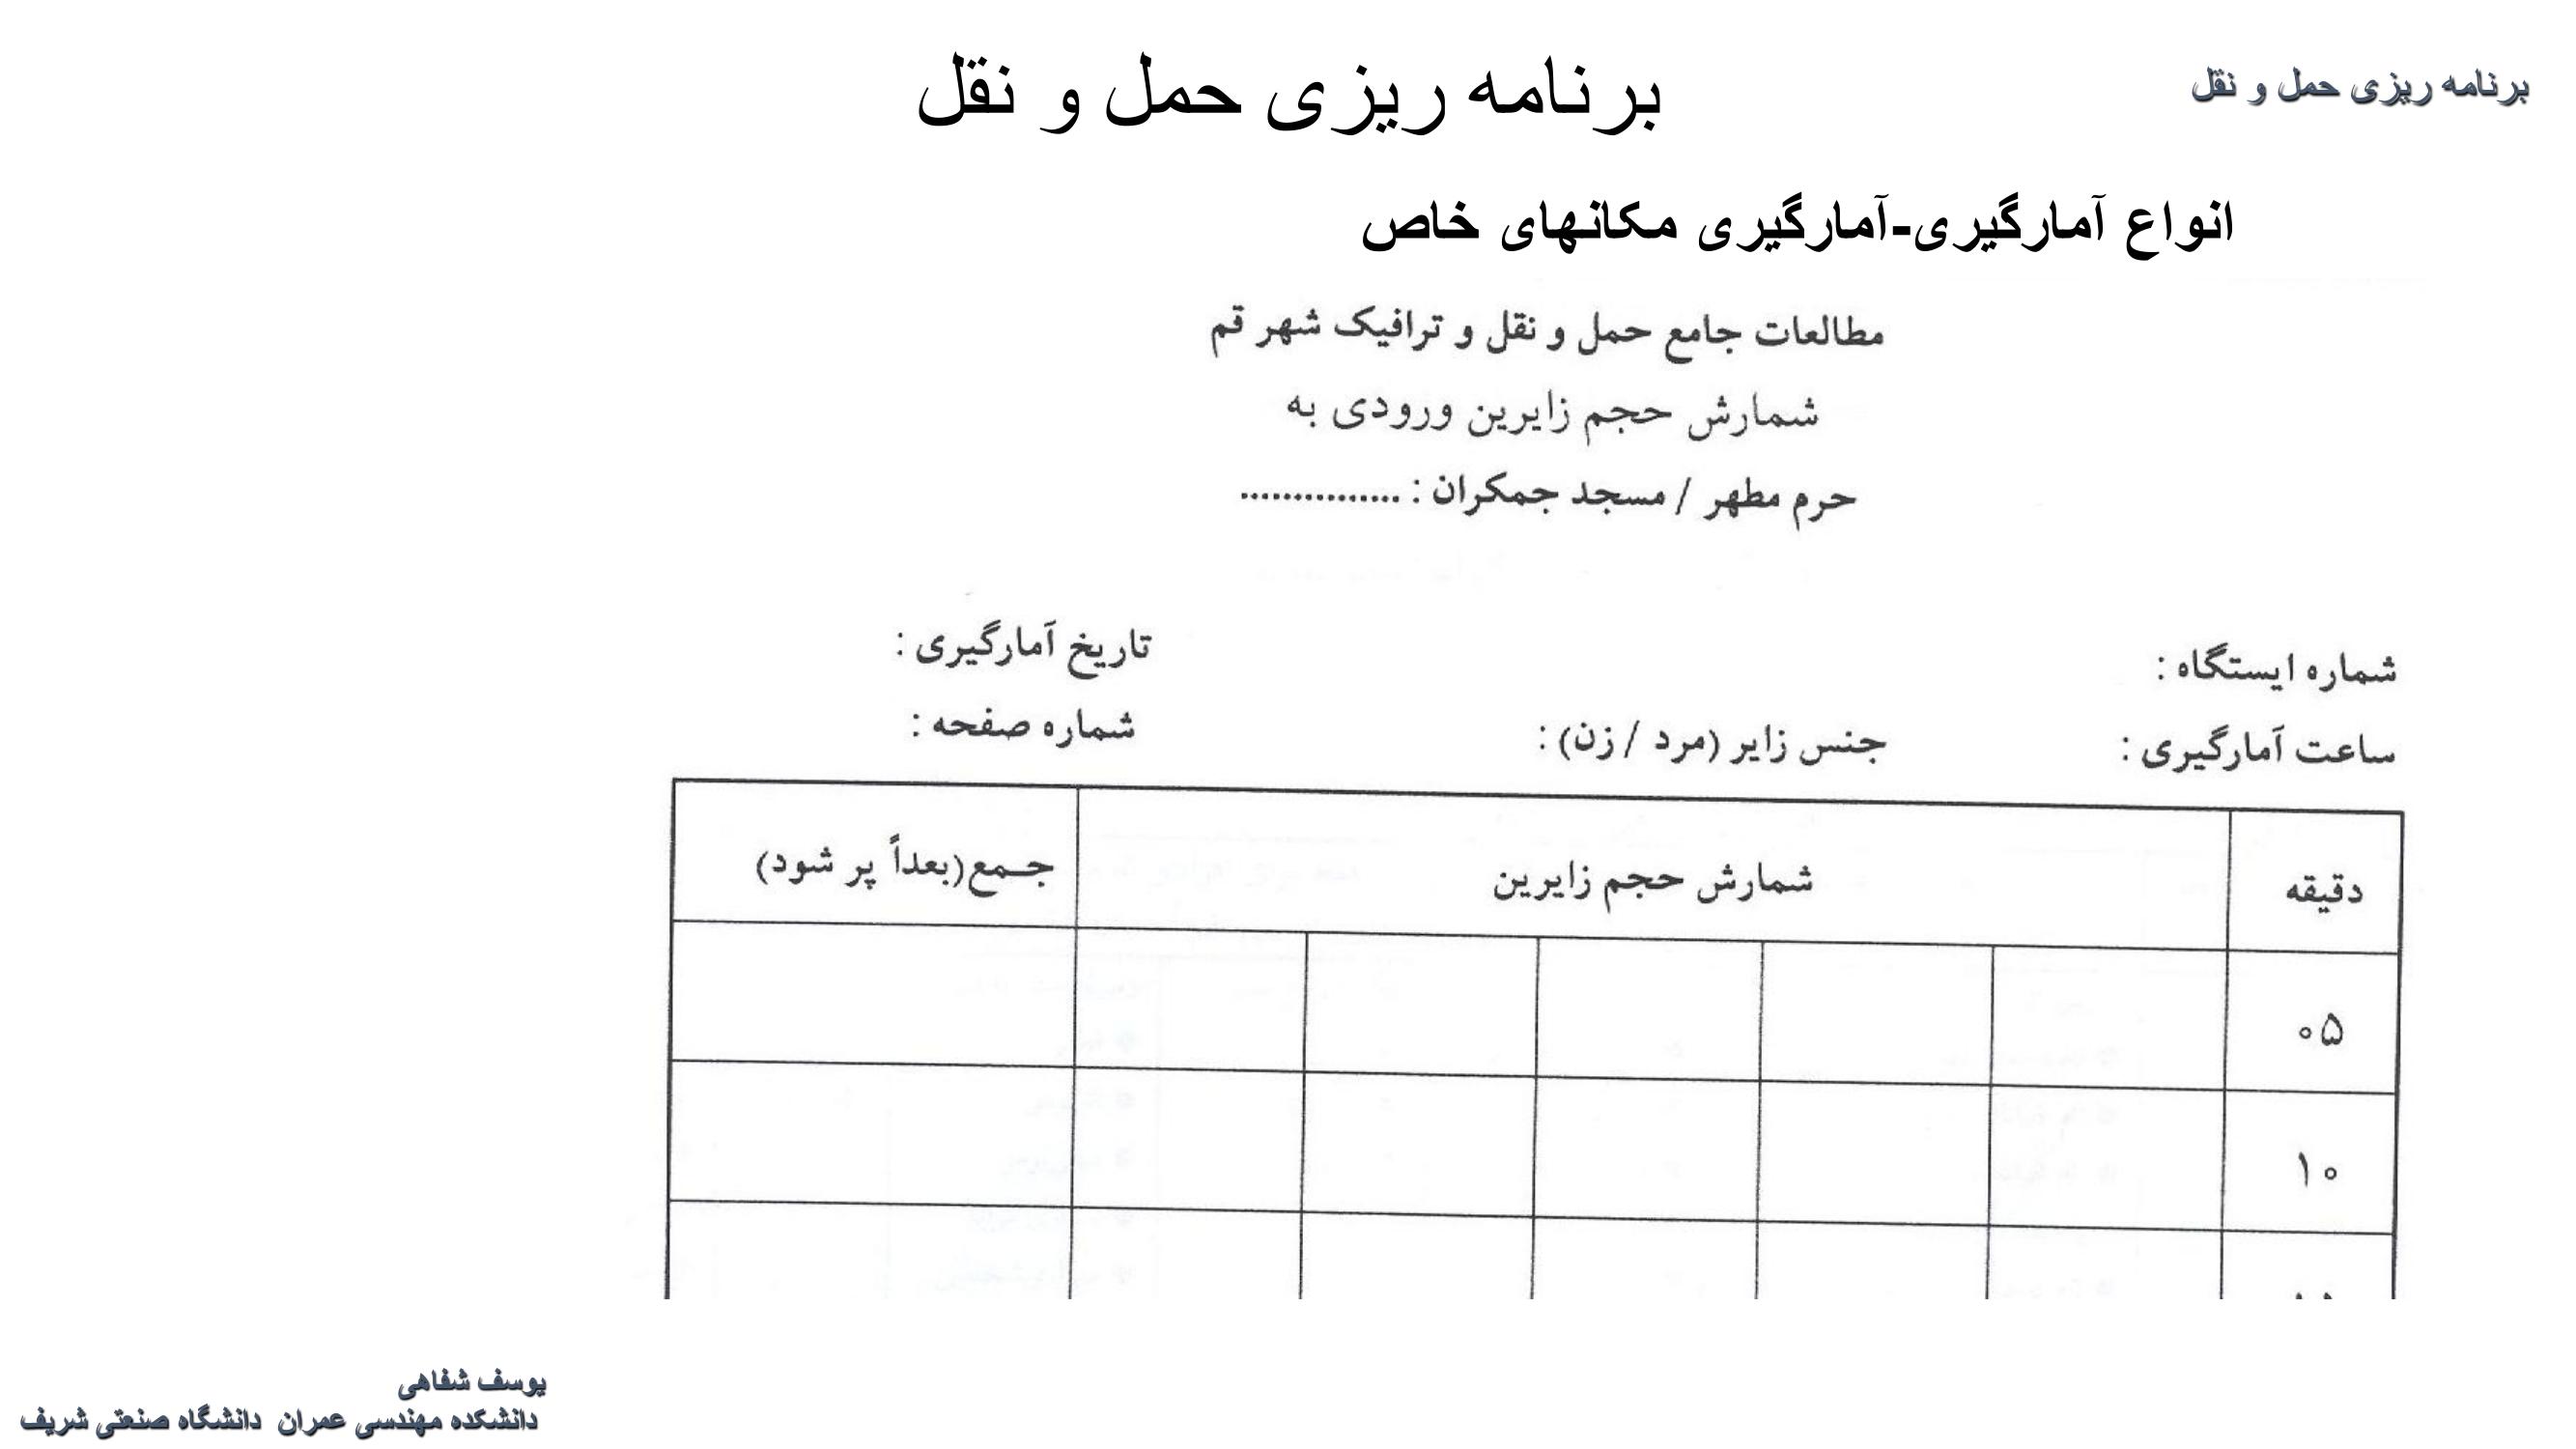 برنامه ریزی حمل و نقل
برنامه ریزی حمل و نقل
انواع آمارگیری-آمارگیری مکانهای خاص
مطالعات جامع حمل و نقل و ترافیک شهر قم
شمارش حجم زایرین ورودی به
حرم مطهر / مسجد جمکران : ...............
شماره ایستگاه : تاریخ آمارگیری :
ساعت آمارگیری : جنس زایر (مرد / زن) : شماره صفحه :
دقیقه شمارش حجم زایرین جمع(بعداً پر شود)
۰۵
۱۰
یوسف شفاهی
دانشکده مهندسی عمران دانشگاه صنعتی شریف